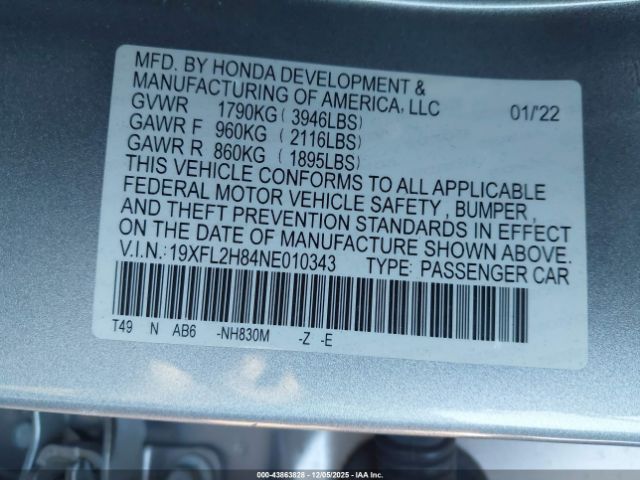 MFD. BY HONDA DEVELOPMENT &
MANUFACTURING OF AMERICA, LLC 01/'22
GVWR 1790KG ( 3946LBS)
GAWR F 960KG ( 2116LBS)
GAWR R 860KG ( 1895LBS)
THIS VEHICLE CONFORMS TO ALL APPLICABLE
FEDERAL MOTOR VEHICLE SAFETY , BUMPER ,
AND THEFT PREVENTION STANDARDS IN EFFECT
ON THE DATE OF MANUFACTURE SHOWN ABOVE.
V.I.N.: 19XFL2H84NE010343 TYPE: PASSENGER CAR
T49 N AB6 -NH830M -Z -E
000-43863828 - 12/05/2025 - IAA Inc.